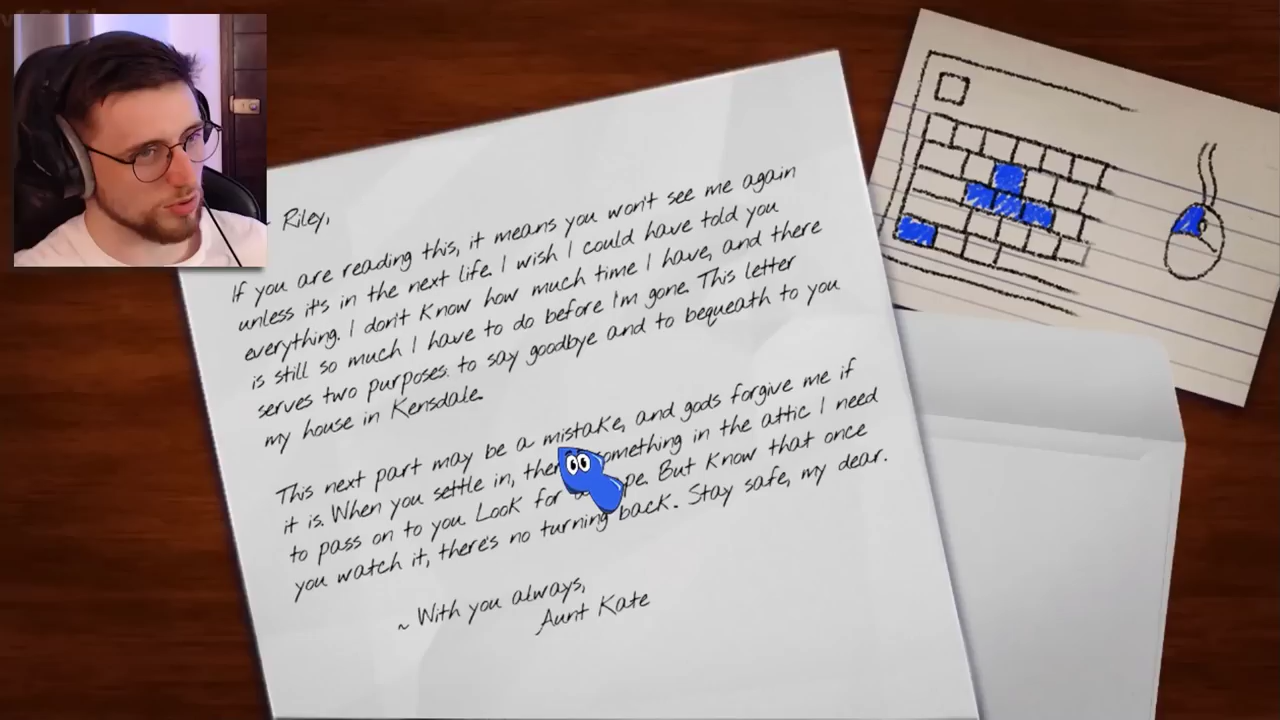 Riley,
If you are reading this, it means you won't see me again
unless it's in the next life. I wish I could have told you
everything. I don't know how much time I have, and there
is still so much I have to do before I'm gone. This letter
serves two purposes: to say goodbye and to bequeath to you
my house in Kensdale.
This next part may be a mistake, and gods forgive me if
it is. When you settle in, something in the attic I need
to pass on to you. Look for But know that once
you watch it, there's no turning back. Stay safe, my dear.
~ With you always,
Aunt Kate